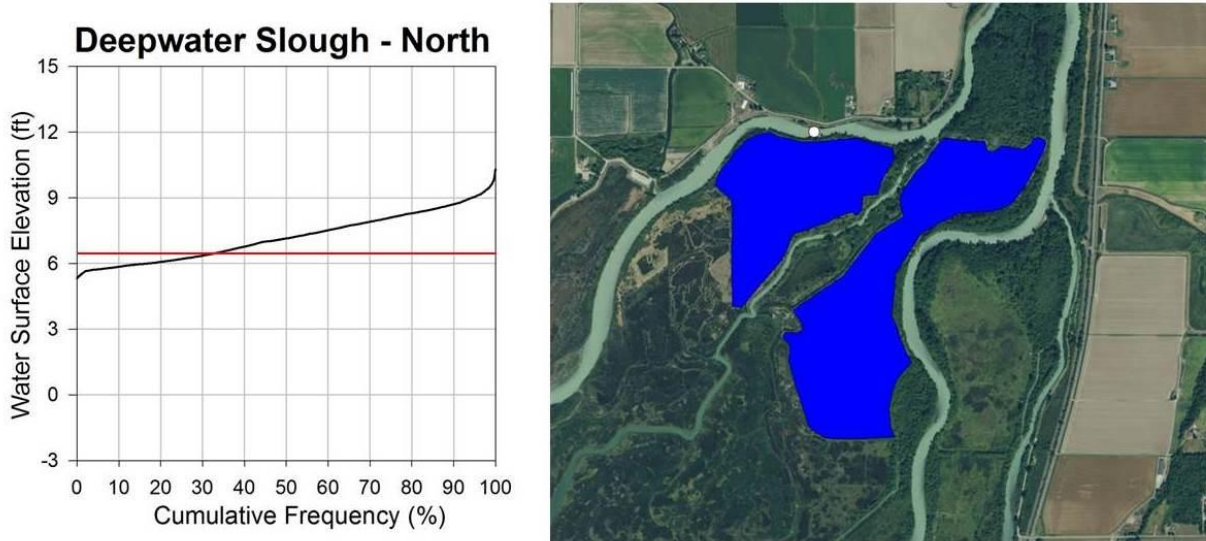 Deepwater Slough - North
Water Surface Elevation (ft)
15
12
9
6
3
0
-3
0 10 20 30 40 50 60 70 80 90 100
Cumulative Frequency (%)